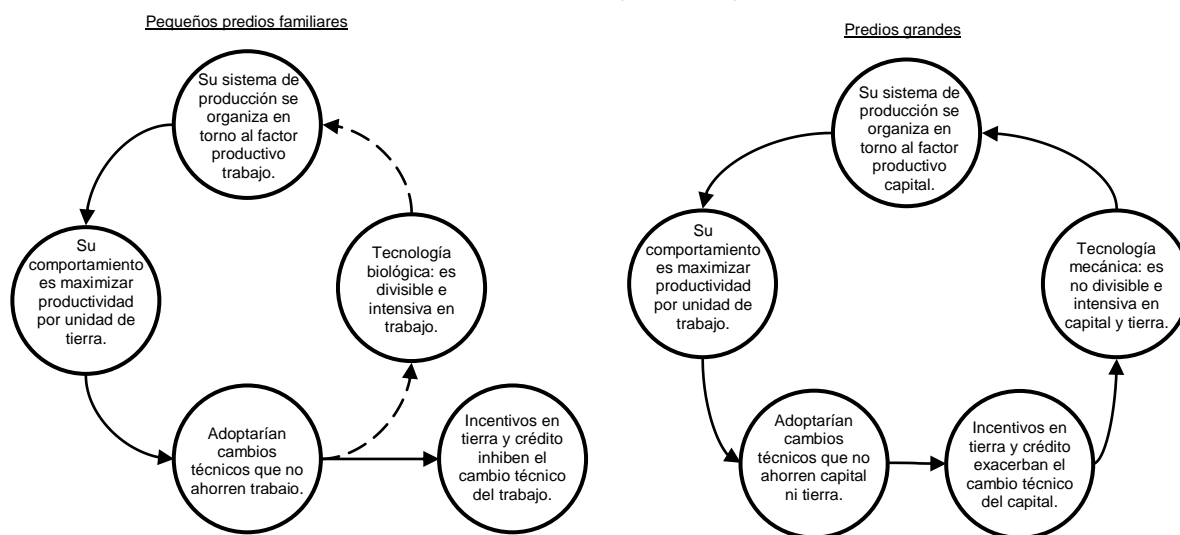 Pequeños predios familiares
Su sistema de
producción se
organiza en
torno al factor
productivo
trabajo.
Su
comportamiento
es maximizar
productividad
por unidad de
tierra.
Tecnología
biológica: es
divisible e
intensiva en
trabajo.
Adoptarían
cambios
técnicos que no
ahorren trabaio.
Incentivos en
tierra y crédito
inhiben el
cambio técnico
del trabajo.
Predios grandes
Su sistema de
producción se
organiza en
torno al factor
productivo
capital.
Su
comportamiento
es maximizar
productividad
por unidad de
trabajo.
Tecnología
mecánica: es
no divisible e
intensiva en
capital y tierra.
Adoptarían
cambios
técnicos que no
ahorren capital
ni tierra.
Incentivos en
tierra y crédito
exacerban el
cambio técnico
del capital.